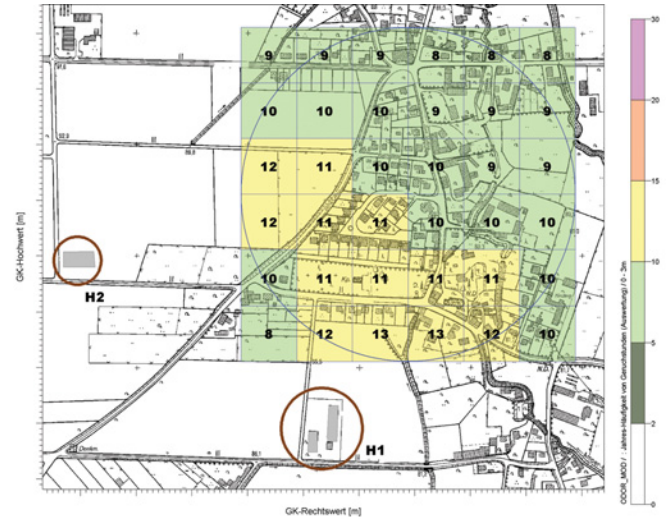 9 9 9 8 8 8
10 10 10 9 9 9
12 11 10 10 9 9
12 11 11 10 10 10
10 11 11 11 11 10
8 12 13 13 12 10
H2
H1
GK-Hochwert [m]
GK-Rechtswert [m]
30
20
15
10
5
2
0
ODOR_MOD / : Jahres-Häufigkeit von Geruchstunden (Auswertung) / 0 - 3m